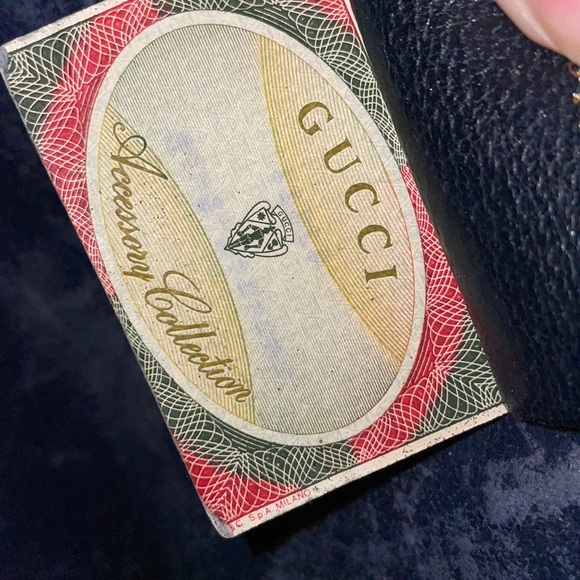 GUCCI
GUCCI
Accessory Collection
C. S.p.A. MILANO